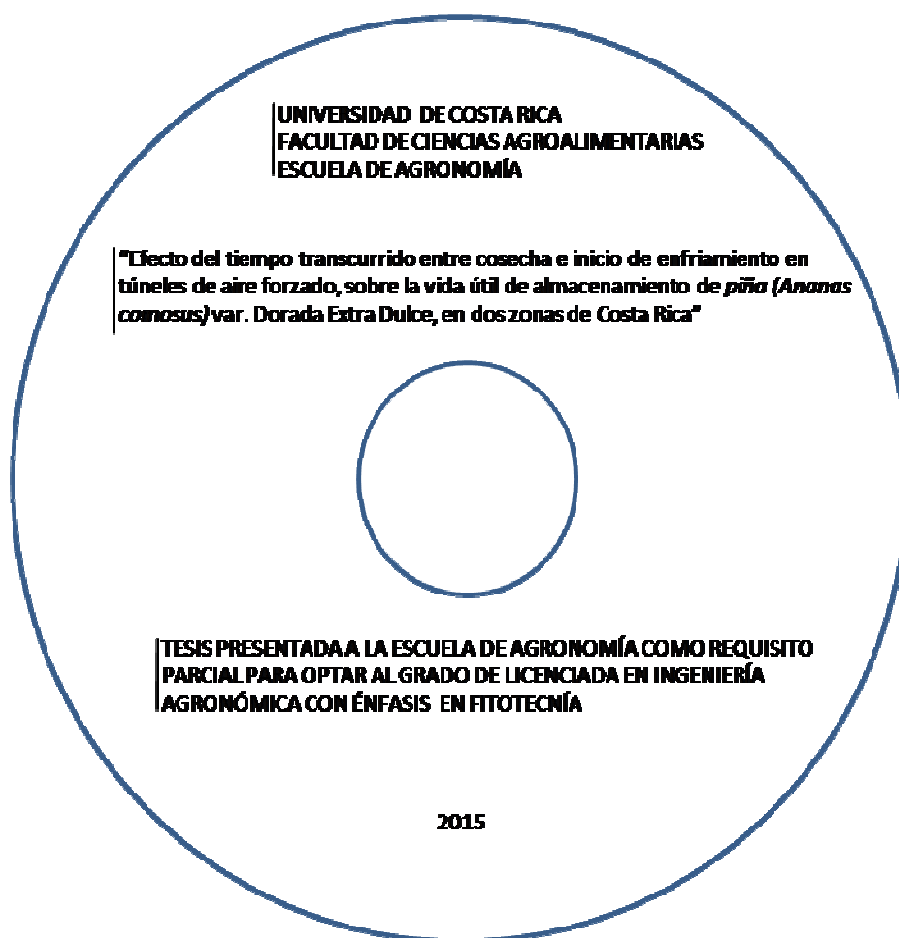 UNIVERSIDAD DE COSTA RICA
FACULTAD DE CIENCIAS AGROALIMENTARIAS
ESCUELA DE AGRONOMÍA
"Efecto del tiempo transcurrido entre cosecha e inicio de enfriamiento en
túneles de aire forzado, sobre la vida útil de almacenamiento de piña (Ananas
comosus) var. Dorada Extra Dulce, en dos zonas de Costa Rica"
TESIS PRESENTADA A LA ESCUELA DE AGRONOMÍA COMO REQUISITO
PARCIAL PARA OPTAR AL GRADO DE LICENCIADA EN INGENIERÍA
AGRONÓMICA CON ÉNFASIS EN FITOTECNÍA
2015